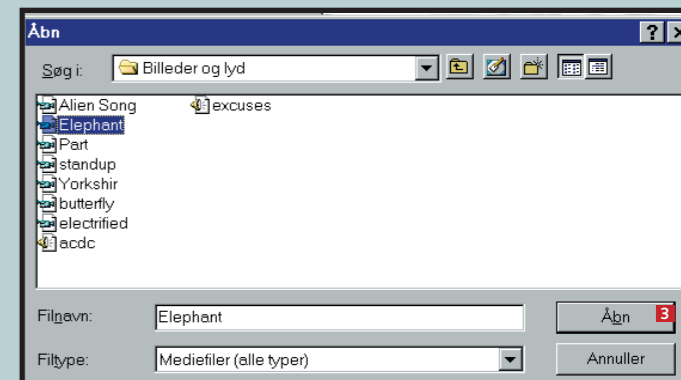 Åbn
Søg i: Billeder og lyd
Alien Song excuses
Elephant
Part
standup
Yorkshir
butterfly
electrified
acdc
Filnavn: Elephant Åbn 3
Filtype: Mediefiler (alle typer) Annuller